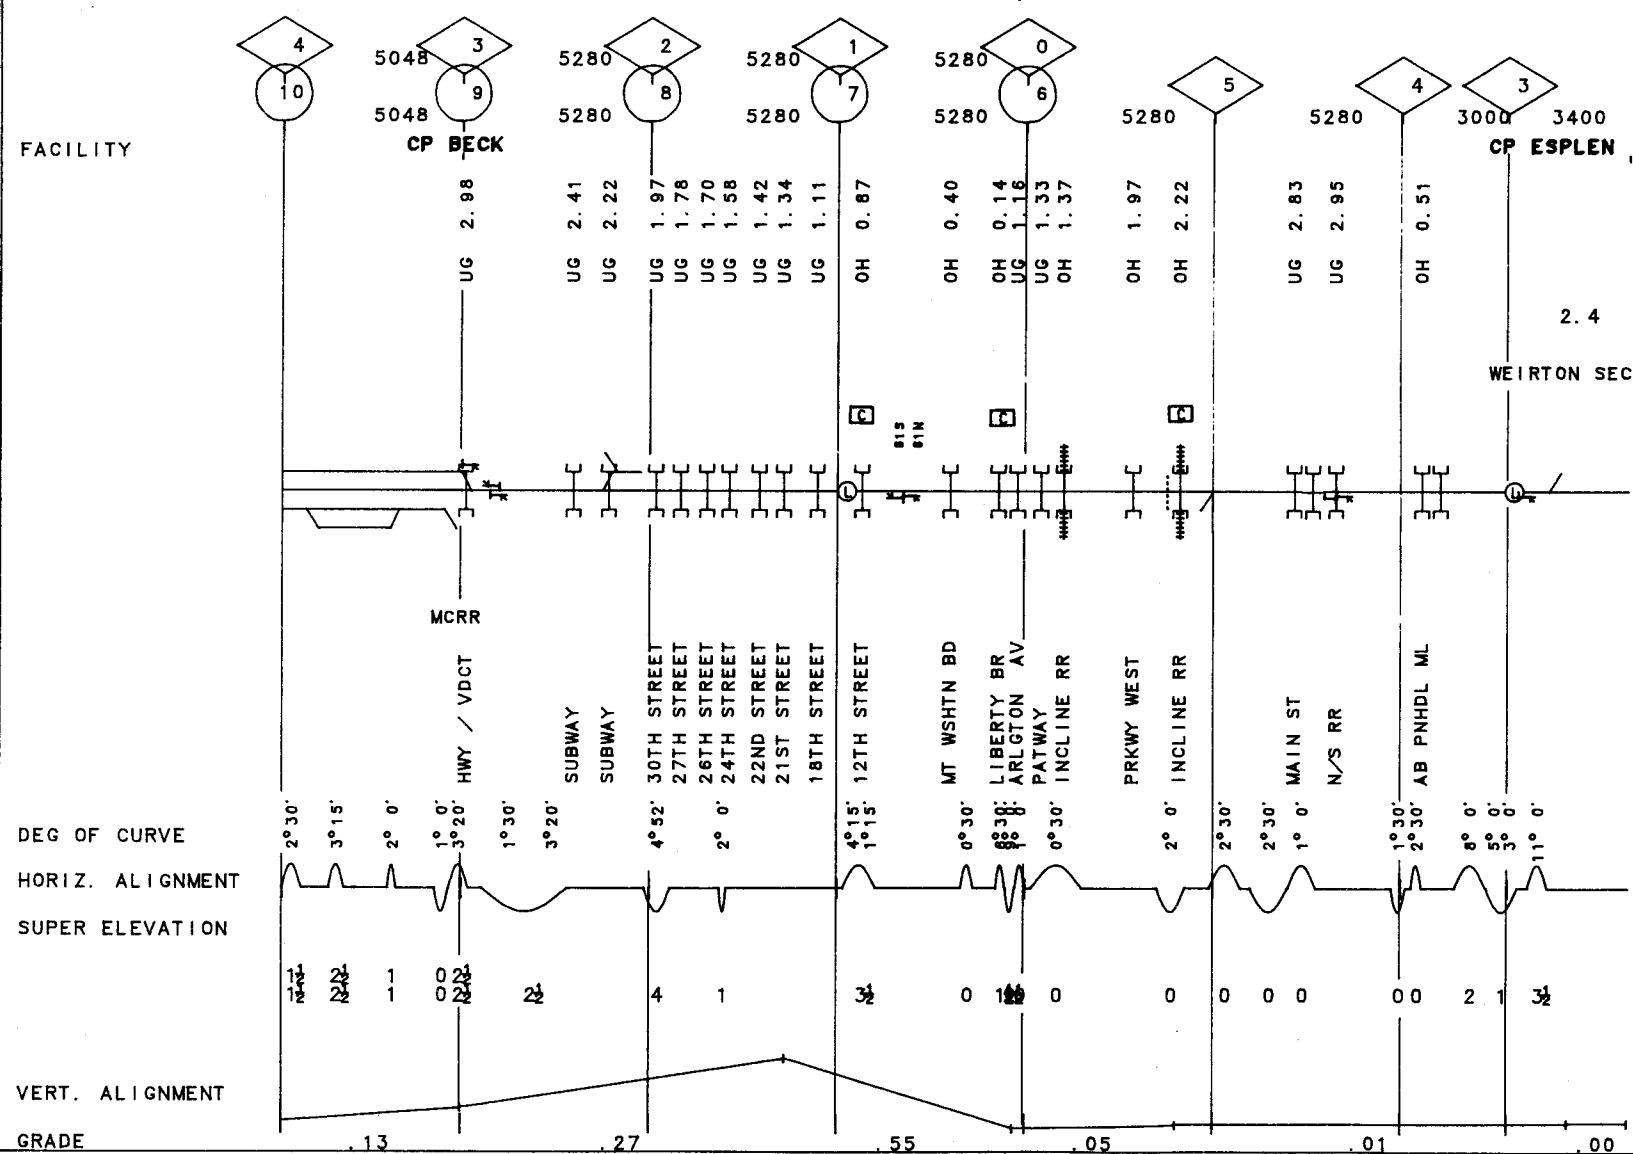 4 3 2 1 0
5048 5280 5280 5280
10 9 8 7 6 5 4 3
5048 5280 5280 5280 5280 5280 3000 3400
FACILITY
CP BECK
CP ESPLEN
UG 2.98
UG 2.41
UG 2.22
UG 1.97
UG 1.78
UG 1.70
UG 1.58
UG 1.42
UG 1.34
UG 1.11
OH 0.87
OH 0.40
OH 0.14
UG 1.16
UG 1.33
OH 1.37
OH 1.97
OH 2.22
UG 2.83
UG 2.95
OH 0.51
2.4
WEIRTON SEC
C C C
61S
61N
L
L
MCRR
HWY / VDCT
SUBWAY
SUBWAY
30TH STREET
27TH STREET
26TH STREET
24TH STREET
22ND STREET
21ST STREET
18TH STREET
12TH STREET
MT WSHTN BD
LIBERTY BR
ARLGTON AV
PATWAY
INCLINE RR
PRKWY WEST
INCLINE RR
MAIN ST
N/S RR
AB PNHDL ML
DEG OF CURVE
2°30'
3°15'
2° 0'
1° 0'
3°20'
1°30'
3°20'
4°52'
2° 0'
4°15'
1°15'
0°30'
1° 0'
0°30'
2° 0'
2°30'
2°30'
1° 0'
1°30'
2°30'
8° 0'
5° 0'
3° 0'
11° 0'
HORIZ. ALIGNMENT
SUPER ELEVATION
1½ 2½ 1 0 2½
1½ 2½ 1 0 2½ 2½ 4 1 3½ 0 0 0 0 0 0 0 0 2 1 3½
VERT. ALIGNMENT
GRADE .13 .27 .55 .05 .01 .00